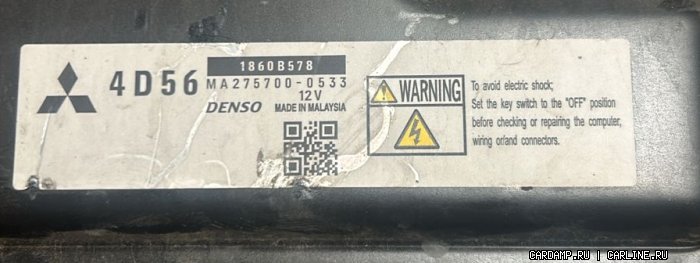 4D56
1860B578
MA275700-0533
12V
DENSO MADE IN MALAYSIA
WARNING
To avoid electric shock;
Set the key switch to the "OFF" position
before checking or repairing the computer,
wiring or/and connectors.
CARDAMP.RU | CARLINE.RU